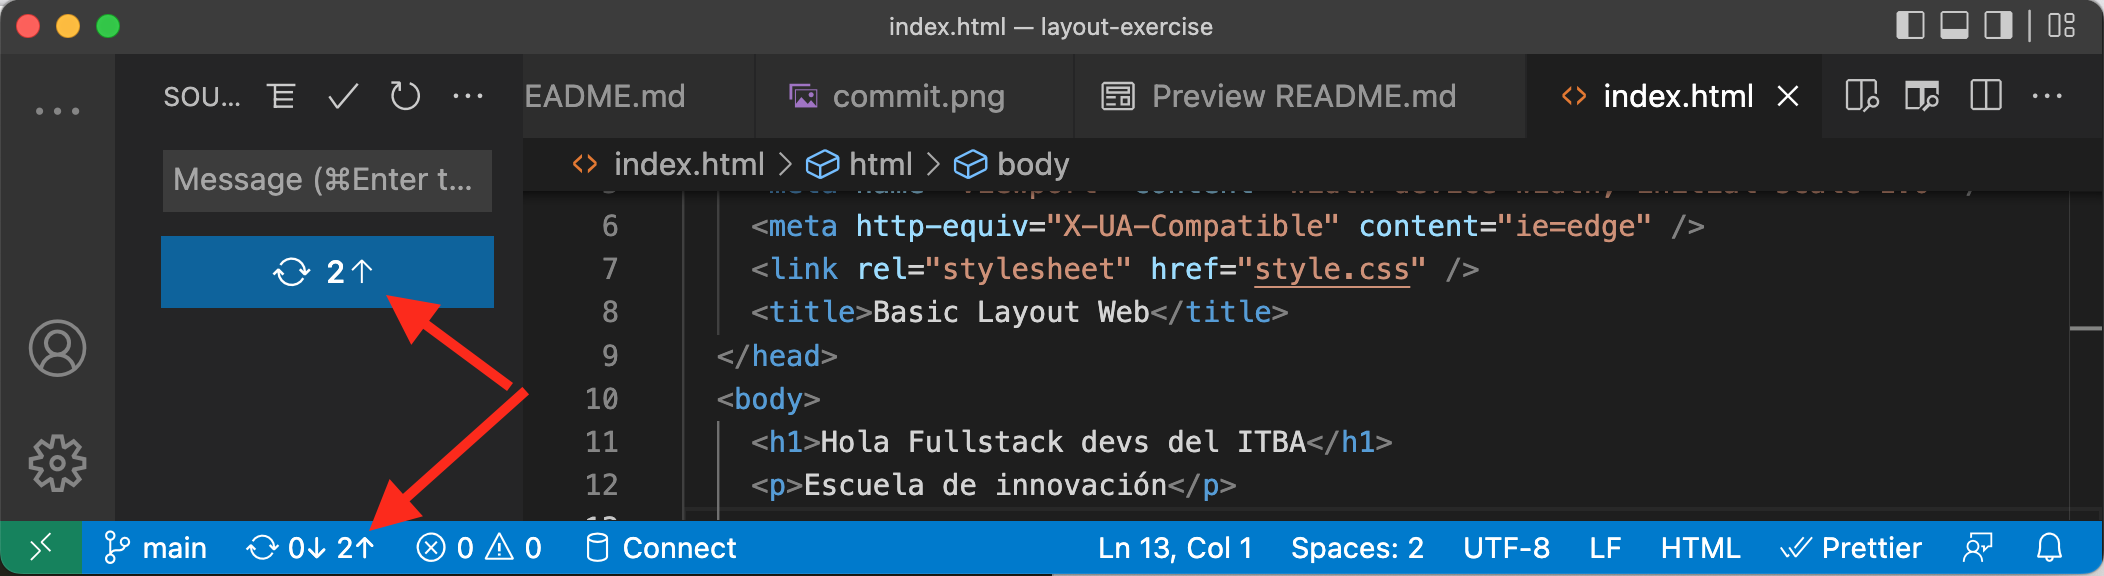 index.html — layout-exercise
SOU...
EADME.md
commit.png
Preview README.md
index.html
index.html > html > body
Message (⌘Enter t...
2↑
6 <meta http-equiv="X-UA-Compatible" content="ie=edge" />
7 <link rel="stylesheet" href="style.css" />
8 <title>Basic Layout Web</title>
9 </head>
10 <body>
11 <h1>Hola Fullstack devs del ITBA</h1>
12 <p>Escuela de innovación</p>
main 0↓ 2↑ 0 0 Connect
Ln 13, Col 1 Spaces: 2 UTF-8 LF HTML Prettier